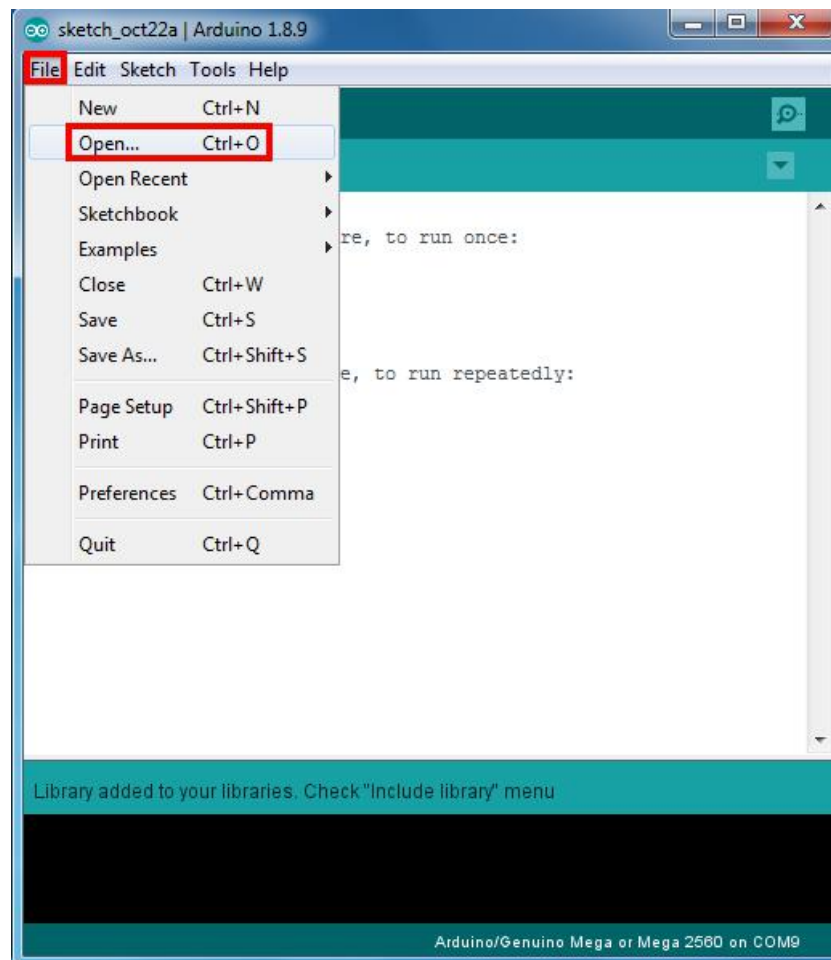 sketch_oct22a | Arduino 1.8.9
File Edit Sketch Tools Help
New Ctrl+N
Open... Ctrl+O
Open Recent
Sketchbook
re, to run once:
Examples
Close Ctrl+W
Save Ctrl+S
Save As... Ctrl+Shift+S
e, to run repeatedly:
Page Setup Ctrl+Shift+P
Print Ctrl+P
Preferences Ctrl+Comma
Quit Ctrl+Q
Library added to your libraries. Check "Include library" menu
Arduino/Genuino Mega or Mega 2560 on COM9